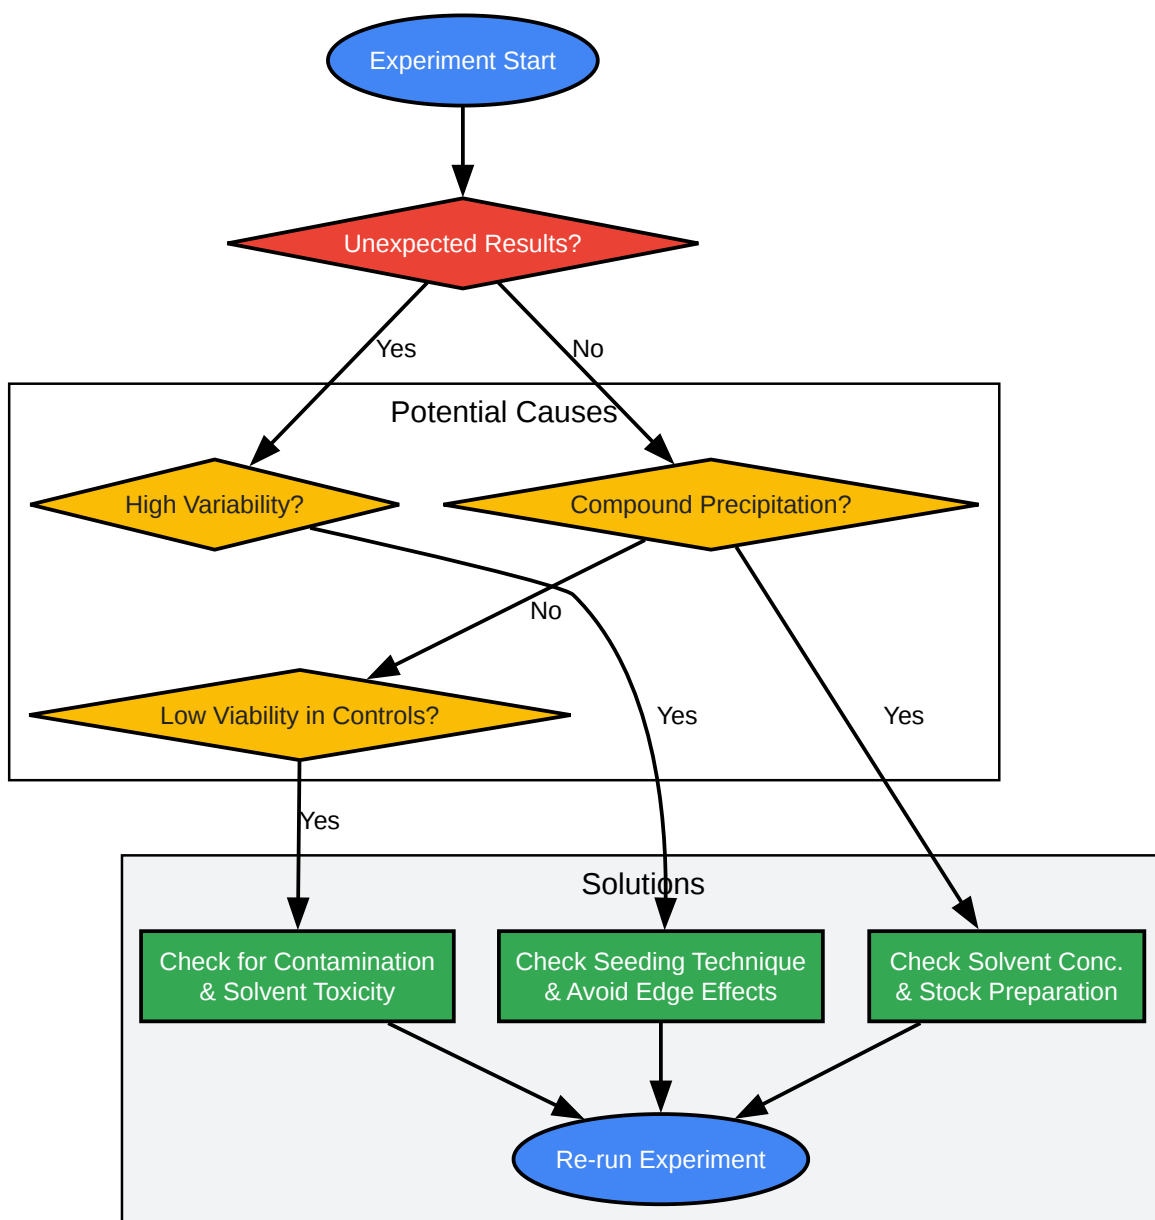 Experiment Start
Unexpected Results?
Yes
No
Potential Causes
High Variability?
Compound Precipitation?
No
Low Viability in Controls?
Yes
Yes
Yes
Solutions
Check for Contamination
& Solvent Toxicity
Check Seeding Technique
& Avoid Edge Effects
Check Solvent Conc.
& Stock Preparation
Re-run Experiment